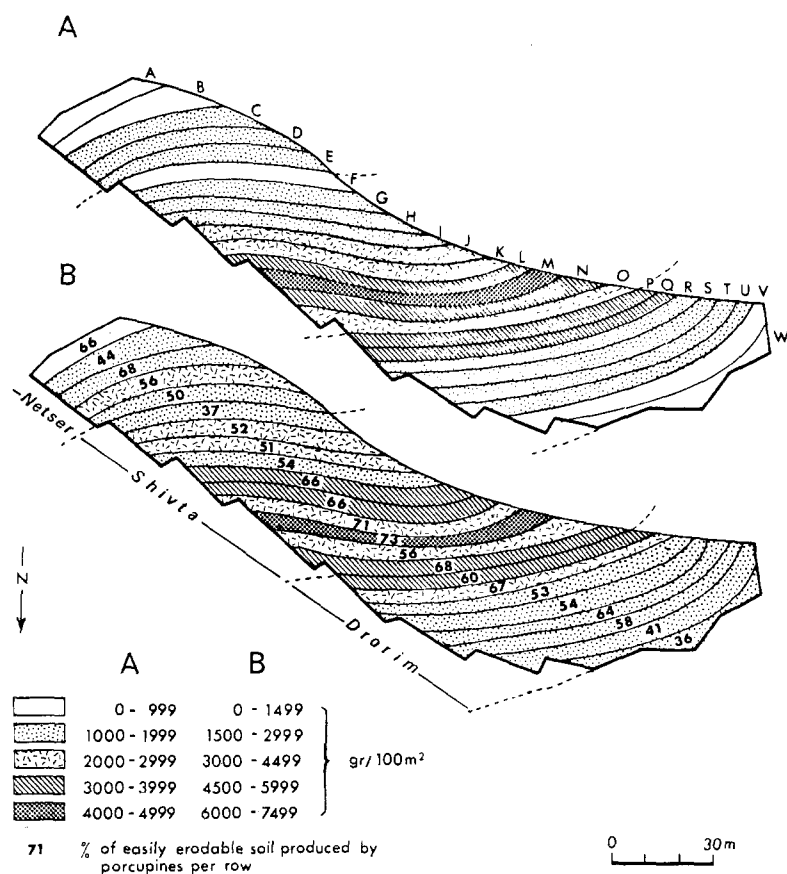 A
A B C D E F G H I J K L M N O P Q R S T U V W
B
66
44
68
56
50
37
52
51
54
66
66
71
73
56
68
60
67
53
54
64
58
41
36
Netser
Shivta
Drorim
N
A B
0 - 999 0 - 1499
1000 - 1999 1500 - 2999
2000 - 2999 3000 - 4499
3000 - 3999 4500 - 5999
4000 - 4999 6000 - 7499
gr/100m²
71 % of easily erodable soil produced by
porcupines per row
0 30m